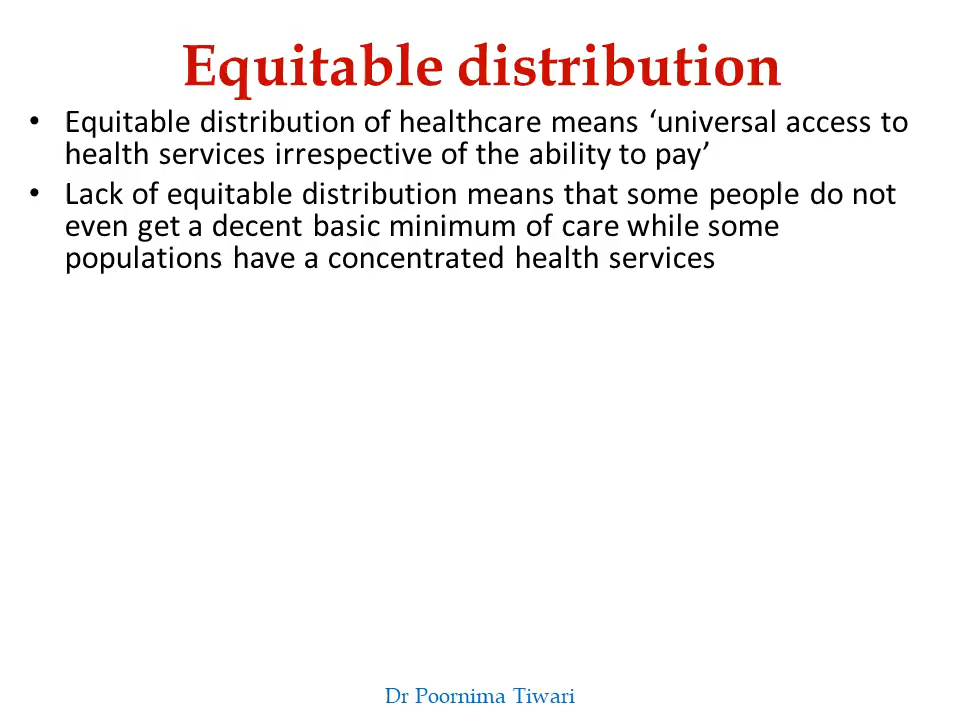 Equitable distribution
• Equitable distribution of healthcare means ‘universal access to
health services irrespective of the ability to pay’
• Lack of equitable distribution means that some people do not
even get a decent basic minimum of care while some
populations have a concentrated health services
Dr Poornima Tiwari